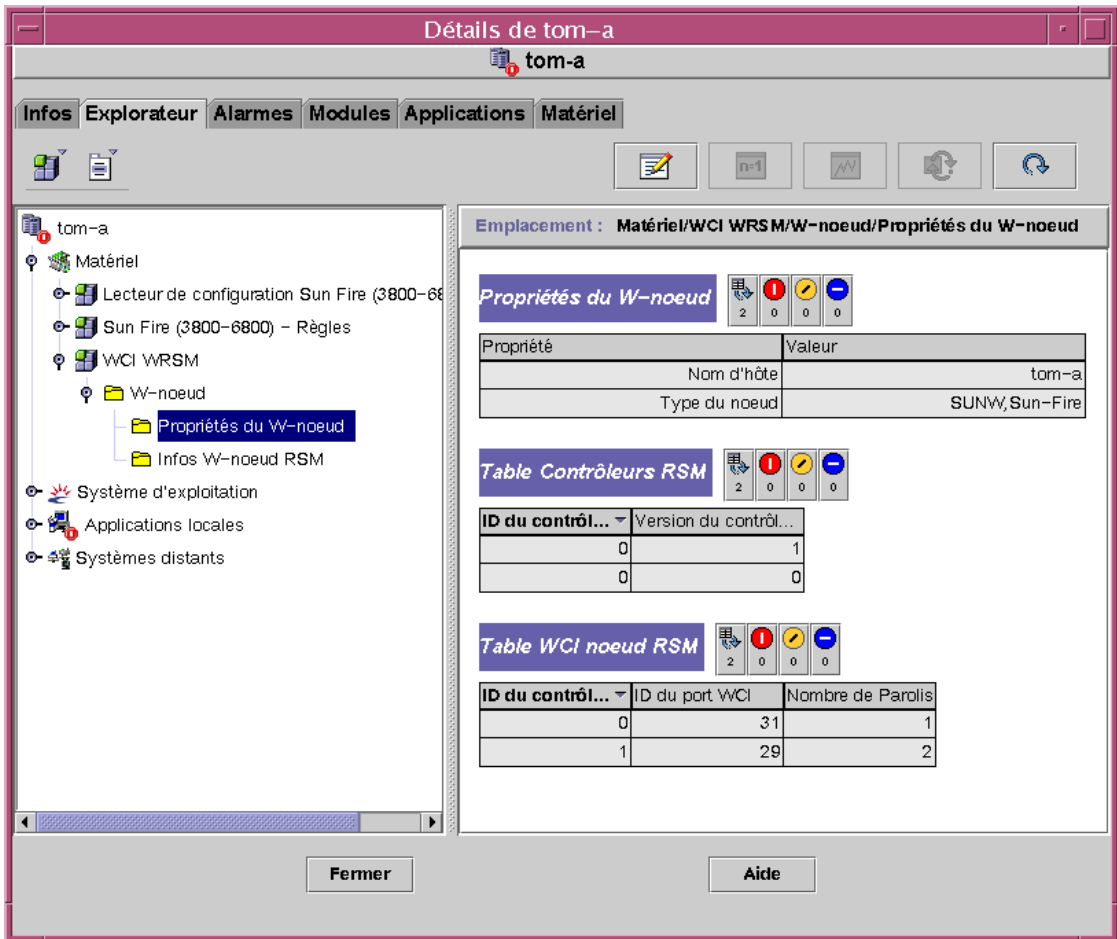 Détails de tom–a
tom-a
Infos Explorateur Alarmes Modules Applications Matériel
n=1
tom–a
Matériel
Lecteur de configuration Sun Fire (3800–68
Sun Fire (3800–6800) – Règles
WCI WRSM
W–noeud
Propriétés du W–noeud
Infos W–noeud RSM
Système d'exploitation
Applications locales
Systèmes distants
Emplacement : Matériel/WCI WRSM/W–noeud/Propriétés du W–noeud
Propriétés du W–noeud
2 0 0 0
Propriété Valeur
Nom d'hôte tom–a
Type du noeud SUNW,Sun–Fire
Table Contrôleurs RSM
2 0 0 0
ID du contrôl... Version du contrôl...
0 1
0 0
Table WCI noeud RSM
2 0 0 0
ID du contrôl... ID du port WCI Nombre de Parolis
0 31 1
1 29 2
Fermer Aide